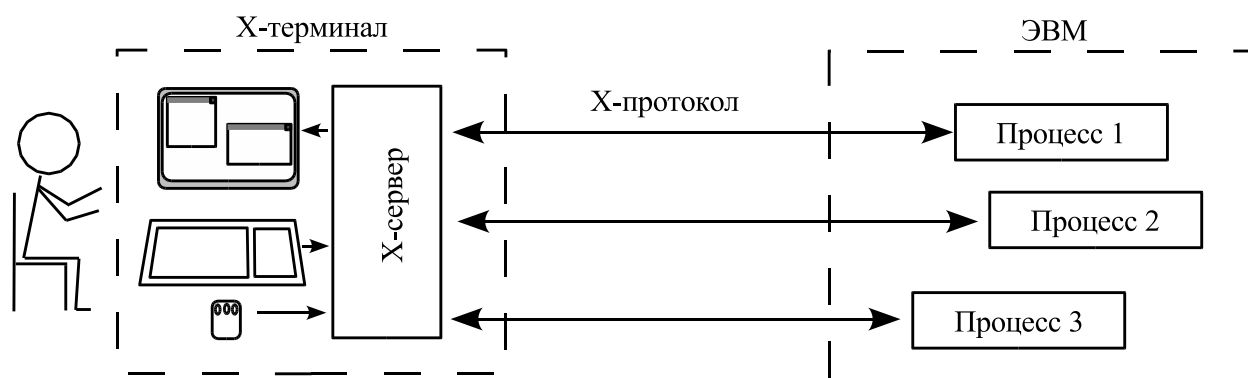 X-терминал
ЭВМ
X-протокол
X-сервер
Процесс 1
Процесс 2
Процесс 3